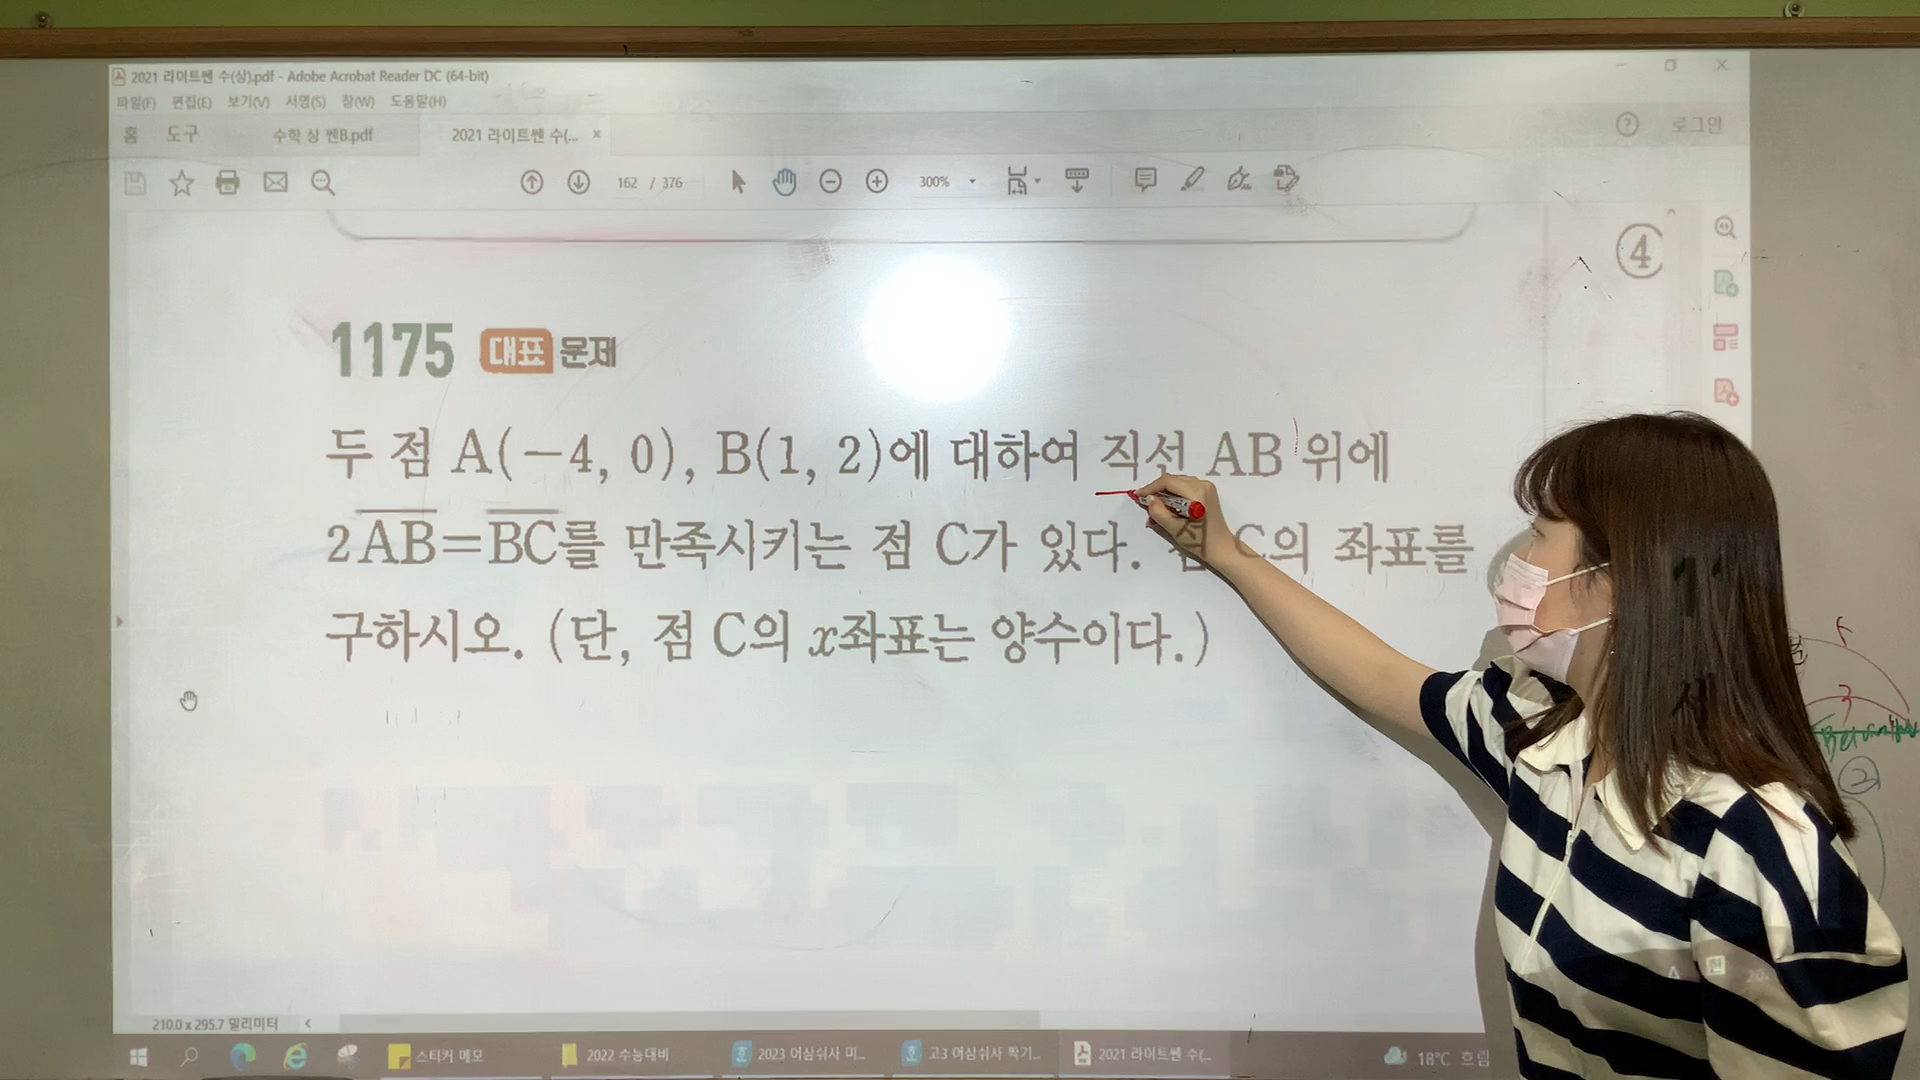 2021 라이트쎈 수(상).pdf - Adobe Acrobat Reader DC (64-bit)
파일(F) 편집(E) 보기(V) 서명(S) 창(W) 도움말(H)
홈 도구 수학 상 쎈B.pdf 2021 라이트쎈 수(... × ? 로그인
162 / 376 300%
④
1175 대표 문제
두 점 A(−4, 0), B(1, 2)에 대하여 직선 AB 위에
2AB=BC를 만족시키는 점 C가 있다. 점 C의 좌표를
구하시오. (단, 점 C의 x좌표는 양수이다.)
3
②
210.0 x 295.7 밀리미터
스티커 메모 2022 수능대비 2023 어삼쉬사 미... 고3 어삼쉬사 짝기... 2021 라이트쎈 수(... 18°C 흐림